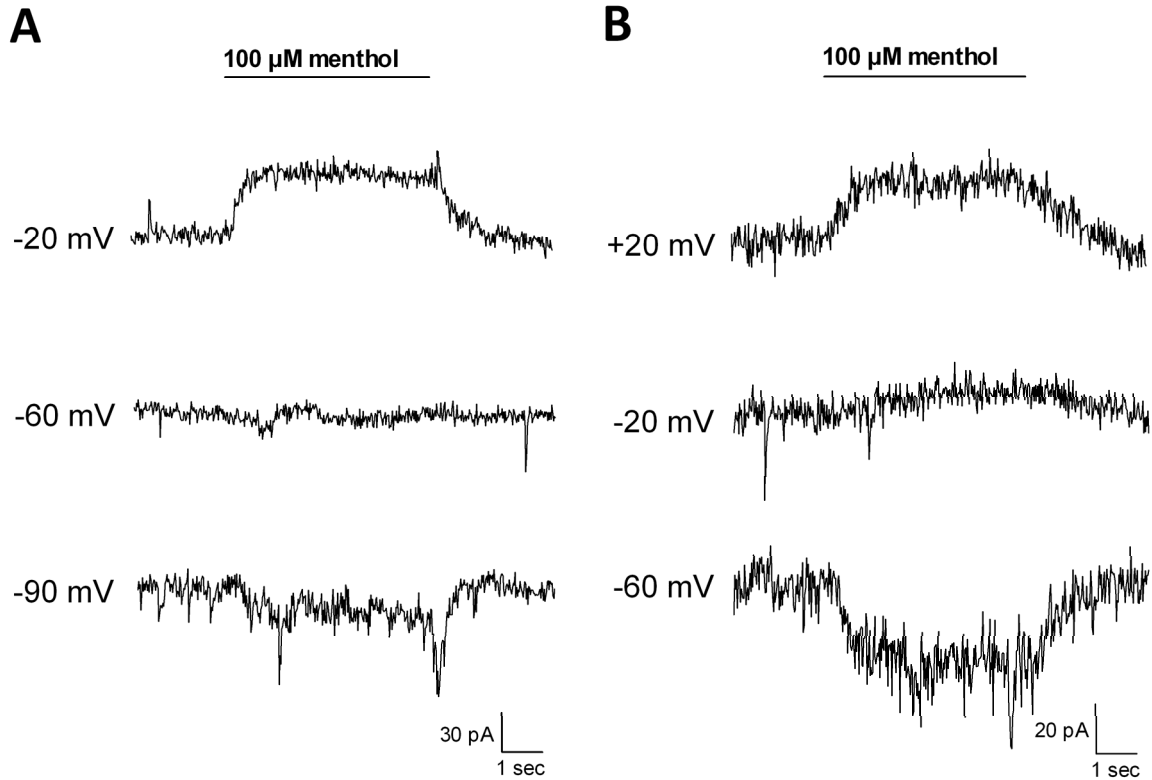 A
100 µM menthol
-20 mV
-60 mV
-90 mV
30 pA
1 sec
B
100 µM menthol
+20 mV
-20 mV
-60 mV
20 pA
1 sec